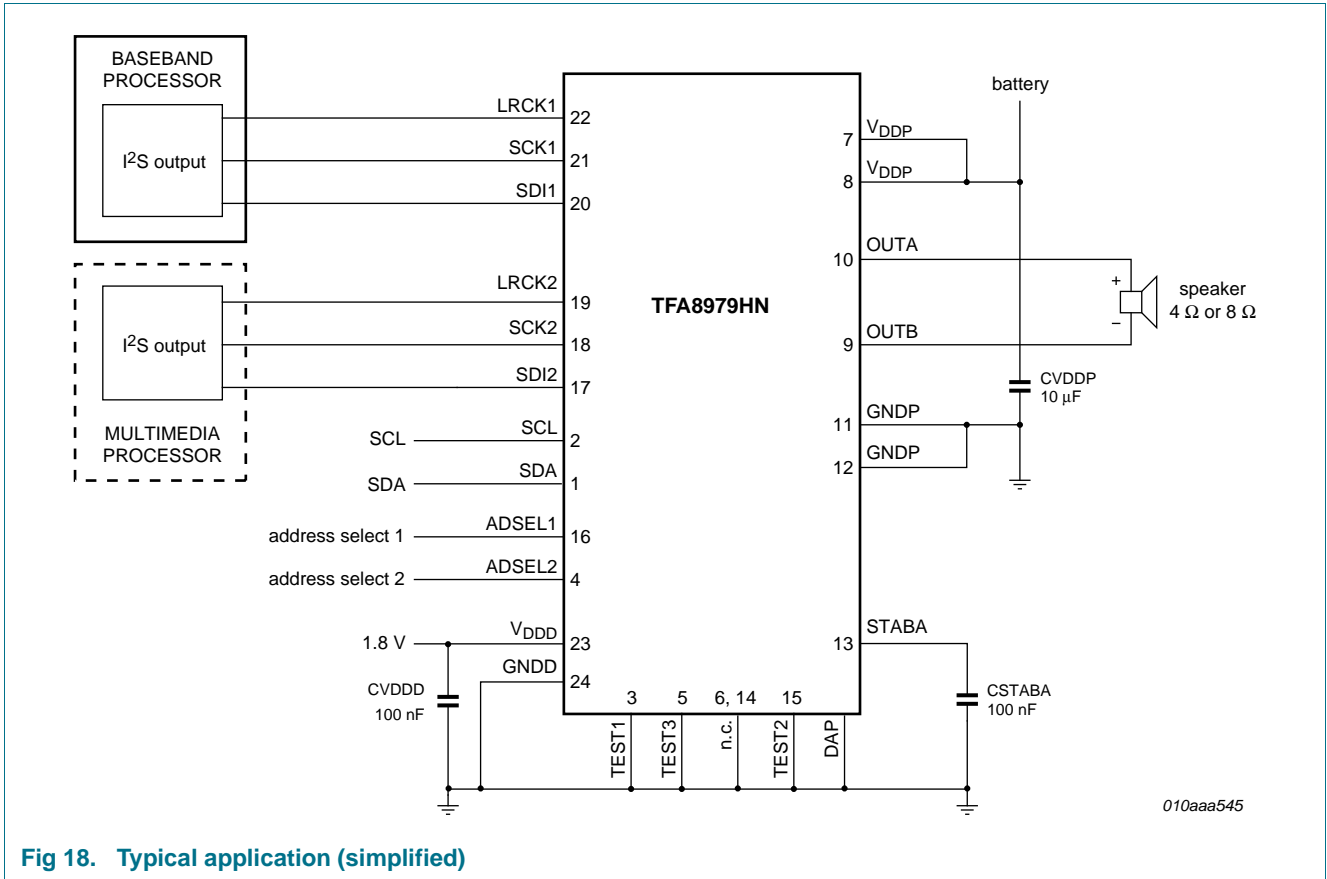 BASEBAND
PROCESSOR
I2S output
MULTIMEDIA
PROCESSOR
I2S output
LRCK1
22
SCK1
21
SDI1
20
LRCK2
19
SCK2
18
SDI2
17
SCL
SCL
2
SDA
SDA
1
address select 1
ADSEL1
16
address select 2
ADSEL2
4
1.8 V
VDDD
23
GNDD
24
CVDDD
100 nF
TFA8979HN
3
5
6, 14
15
TEST1
TEST3
n.c.
TEST2
DAP
battery
7
VDDP
8
VDDP
10
OUTA
+
−
speaker
4 Ω or 8 Ω
9
OUTB
CVDDP
10 μF
11
GNDP
12
GNDP
13
STABA
CSTABA
100 nF
010aaa545
Fig 18. Typical application (simplified)